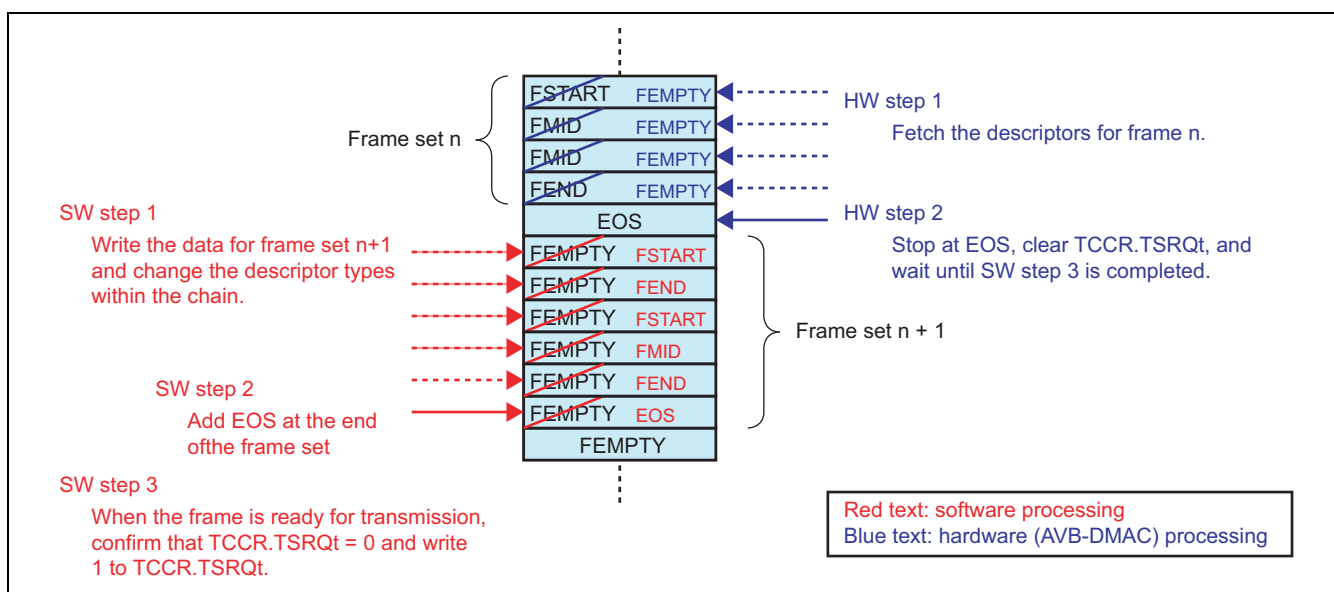 FSTART FEMPTY
FMID FEMPTY
FMID FEMPTY
FEND FEMPTY
EOS
FEMPTY FSTART
FEMPTY FEND
FEMPTY FSTART
FEMPTY FMID
FEMPTY FEND
FEMPTY EOS
FEMPTY
Frame set n
Frame set n + 1
SW step 1
Write the data for frame set n+1
and change the descriptor types
within the chain.
SW step 2
Add EOS at the end
ofthe frame set
SW step 3
When the frame is ready for transmission,
confirm that TCCR.TSRQt = 0 and write
1 to TCCR.TSRQt.
HW step 1
Fetch the descriptors for frame n.
HW step 2
Stop at EOS, clear TCCR.TSRQt, and
wait until SW step 3 is completed.
Red text: software processing
Blue text: hardware (AVB-DMAC) processing